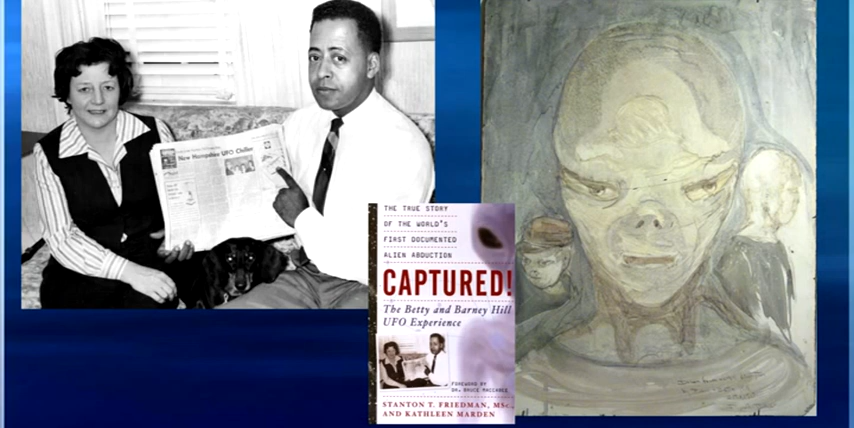 New Hampshire UFO Chiller
THE TRUE STORY
OF THE WORLD'S
FIRST DOCUMENTED
ALIEN ABDUCTION
CAPTURED!
The Betty and Barney Hill
UFO Experience
FOREWORD BY
DR. BRUCE MACCABEE
STANTON T. FRIEDMAN, MSc.,
AND KATHLEEN MARDEN